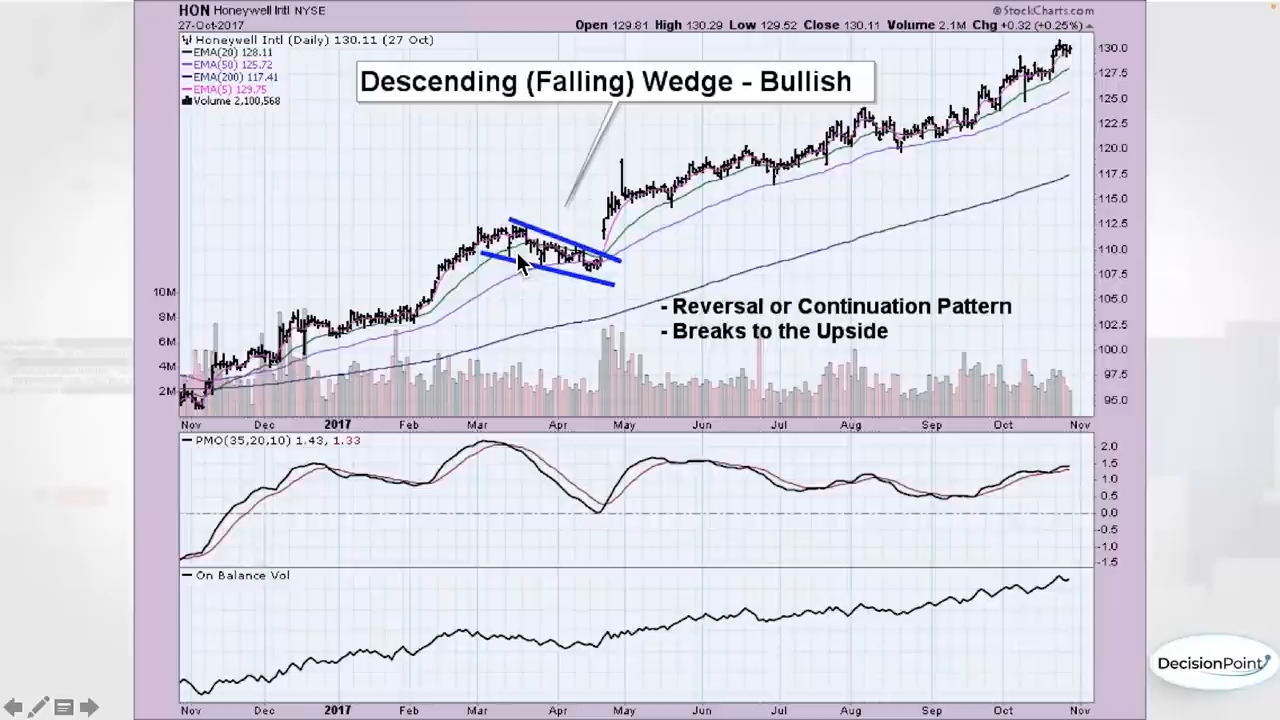 HON Honeywell Intl NYSE
© StockCharts.com
27-Oct-2017
Open 129.81 High 130.29 Low 129.52 Close 130.11 Volume 2.1M Chg +0.32 (+0.25%)
Honeywell Intl (Daily) 130.11 (27 Oct)
EMA(20) 128.11
EMA(50) 125.72
EMA(200) 117.41
EMA(5) 129.75
Volume 2,100,568
Descending (Falling) Wedge - Bullish
- Reversal or Continuation Pattern
- Breaks to the Upside
130.0
127.5
125.0
122.5
120.0
117.5
115.0
112.5
110.0
107.5
105.0
102.5
100.0
97.5
95.0
10M
8M
6M
4M
2M
Nov Dec 2017 Feb Mar Apr May Jun Jul Aug Sep Oct Nov
PMO(35,20,10) 1.43, 1.33
2.0
1.5
1.0
0.5
0.0
-0.5
-1.0
-1.5
On Balance Vol
DecisionPoint
Nov Dec 2017 Feb Mar Apr May Jun Jul Aug Sep Oct Nov